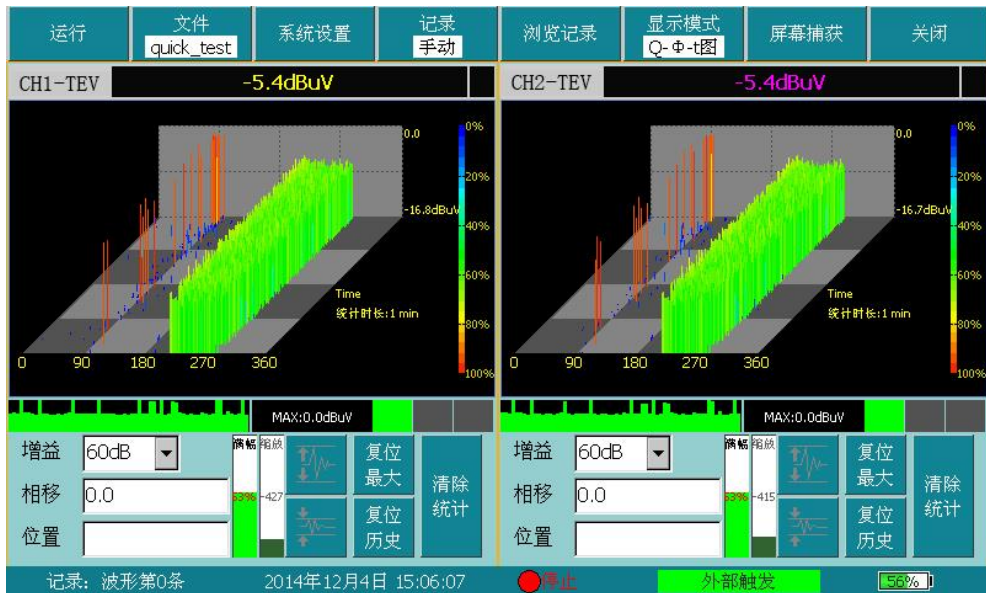 运行
文件
quick_test
系统设置
记录
手动
浏览记录
显示模式
Q-Φ-t图
屏幕捕获
关闭
CH1-TEV
-5.4dBuV
0.0
-16.8dBuV
0%
20%
40%
60%
80%
100%
Time
统计时长:1 min
0 90 180 270 360
MAX:0.0dBuV
增益 60dB
相移 0.0
位置
满幅
53%
缩放
-427
复位
最大
复位
历史
清除
统计
CH2-TEV
-5.4dBuV
0.0
-16.7dBuV
0%
20%
40%
60%
80%
100%
Time
统计时长:1 min
0 90 180 270 360
MAX:0.0dBuV
增益 60dB
相移 0.0
位置
满幅
53%
缩放
-415
复位
最大
复位
历史
清除
统计
记录: 波形第0条 2014年12月4日 15:06:07 停止 外部触发 56%